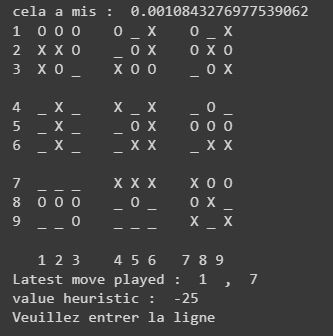 cela a mis :  0.0010843276977539062
1  O O O   O _ X   O _ X
2  X X O   _ O X   O X O
3  X O _   X O O   _ O X
4  _ X _   _ X _   _ O _
5  _ X _   _ O X   O O O
6  _ X _   _ X X   _ X X
7  _ _ _   X X X   X O O
8  O O O   _ O _   O X _
9  _ _ O   _ _ _   X _ X
1 2 3   4 5 6   7 8 9
Latest move played :  1  ,  7
value heuristic :  -25
Veuillez entrer la ligne